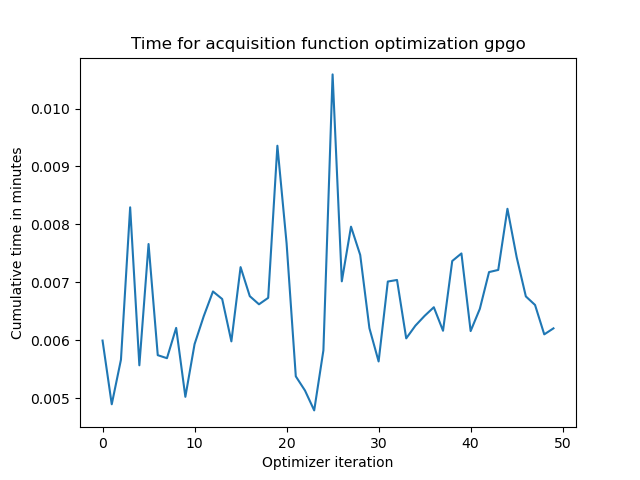 Time for acquisition function optimization gpgo
Cumulative time in minutes
0.010
0.009
0.008
0.007
0.006
0.005
0 10 20 30 40 50
Optimizer iteration